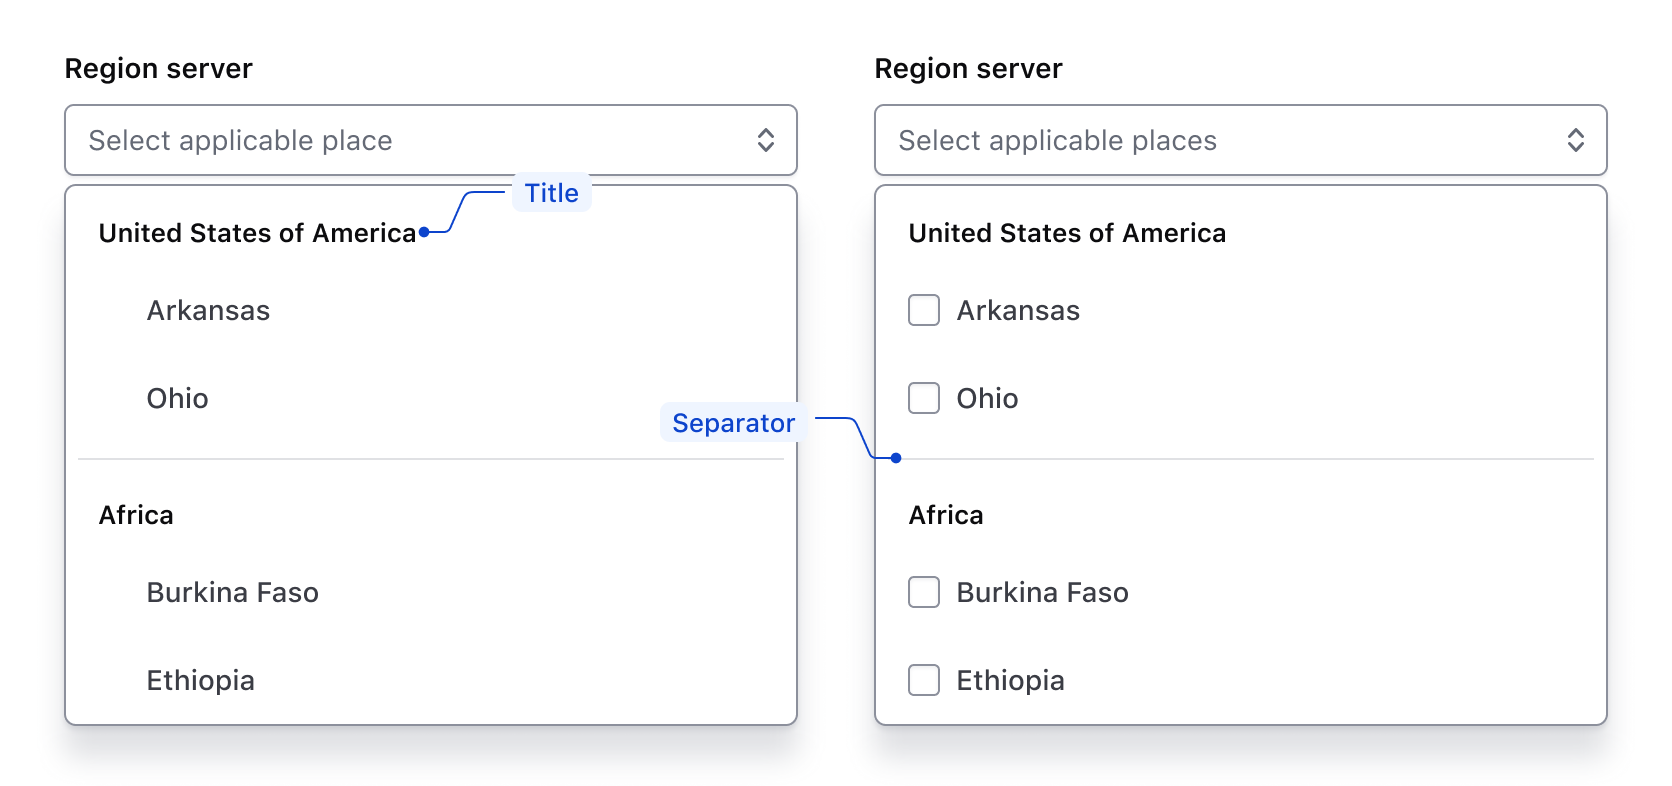 Region server
Select applicable place
Title
United States of America
Arkansas
Ohio
Separator
Africa
Burkina Faso
Ethiopia
Region server
Select applicable places
United States of America
Arkansas
Ohio
Africa
Burkina Faso
Ethiopia